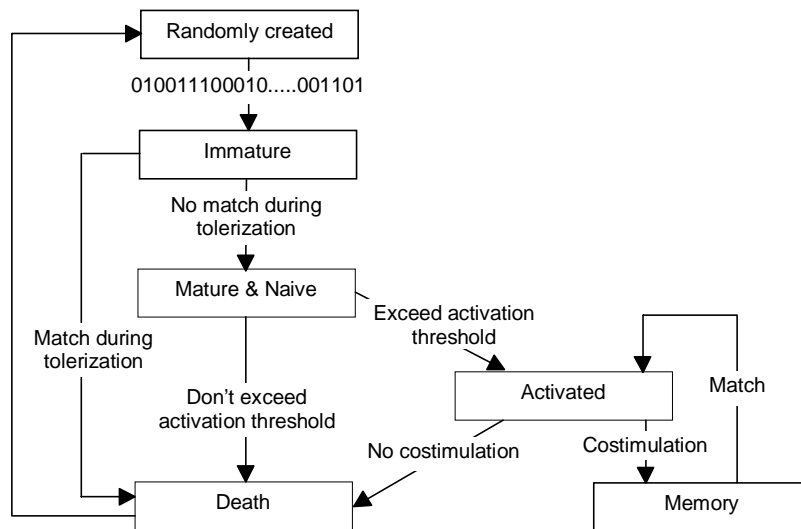 Randomly created
010011100010.....001101
Immature
No match during
tolerization
Mature & Naive
Exceed activation
threshold
Match during
tolerization
Activated
Match
Don't exceed
activation threshold
No costimulation
Costimulation
Death
Memory